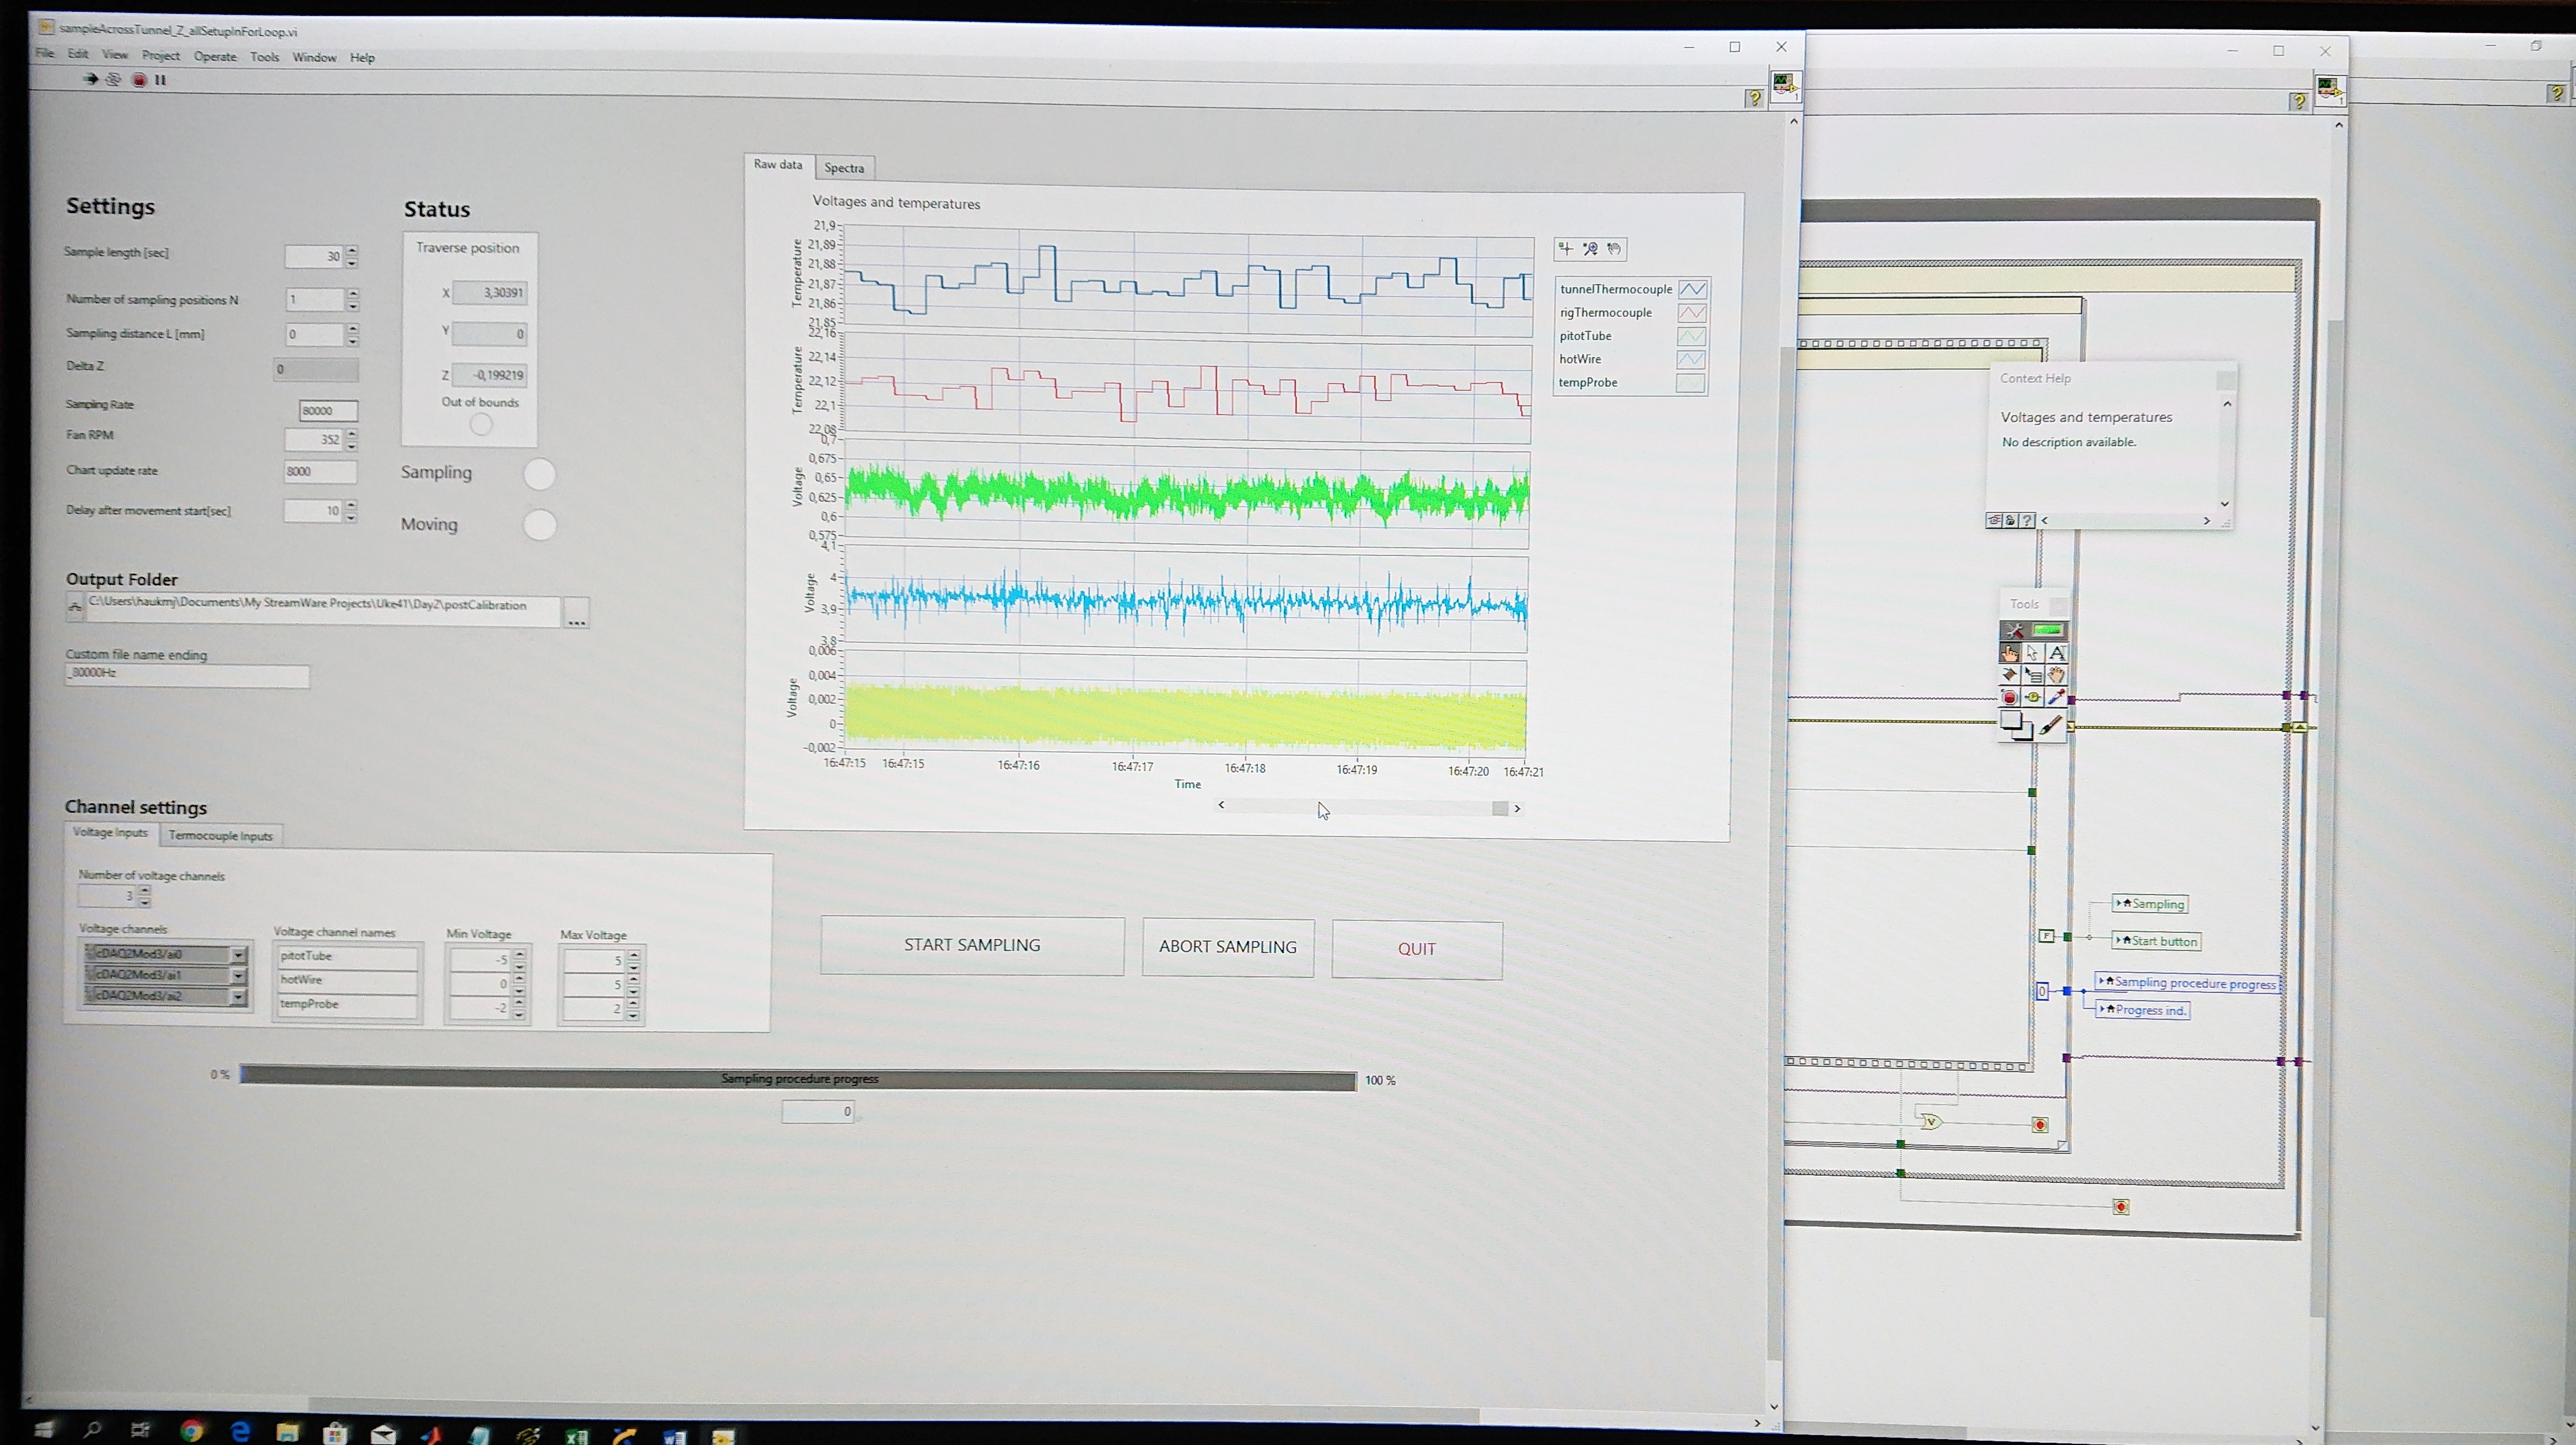 sampleAcrossTunnel_Z_allSetupInForLoop.vi
File Edit View Project Operate Tools Window Help
Settings
Sample length [sec] 30
Number of sampling positions N 1
Sampling distance L [mm] 0
Delta Z 0
Sampling Rate 80000
Fan RPM 352
Chart update rate 8000
Delay after movement start[sec] 10
Status
Traverse position
X 3,30391
Y 0
Z -0,199219
Out of bounds
Sampling
Moving
Output Folder
C:\Users\haukmj\Documents\My StreamWare Projects\Uke41\Day2\postCalibration
...
Custom file name ending
_80000Hz
Channel settings
Voltage Inputs Termocouple Inputs
Number of voltage channels
3
Voltage channels Voltage channel names Min Voltage Max Voltage
cDAQ2Mod3/ai0 pitotTube -5 5
cDAQ2Mod3/ai1 hotWire 0 5
cDAQ2Mod3/ai2 tempProbe -2 2
Raw data Spectra
Voltages and temperatures
Temperature
21,9
21,89
21,88
21,87
21,86
21,85
Temperature
22,16
22,14
22,12
22,1
22,08
Voltage
0,7
0,675
0,65
0,625
0,6
0,575
Voltage
4,1
4
3,9
3,8
Voltage
0,006
0,004
0,002
0
-0,002
16:47:15 16:47:15 16:47:16 16:47:17 16:47:18 16:47:19 16:47:20 16:47:21
Time
tunnelThermocouple
rigThermocouple
pitotTube
hotWire
tempProbe
START SAMPLING
ABORT SAMPLING
QUIT
0 % Sampling procedure progress 100 %
0
Context Help
Voltages and temperatures
No description available.
Tools
Sampling
Start button
F
0
Sampling procedure progress
Progress ind.